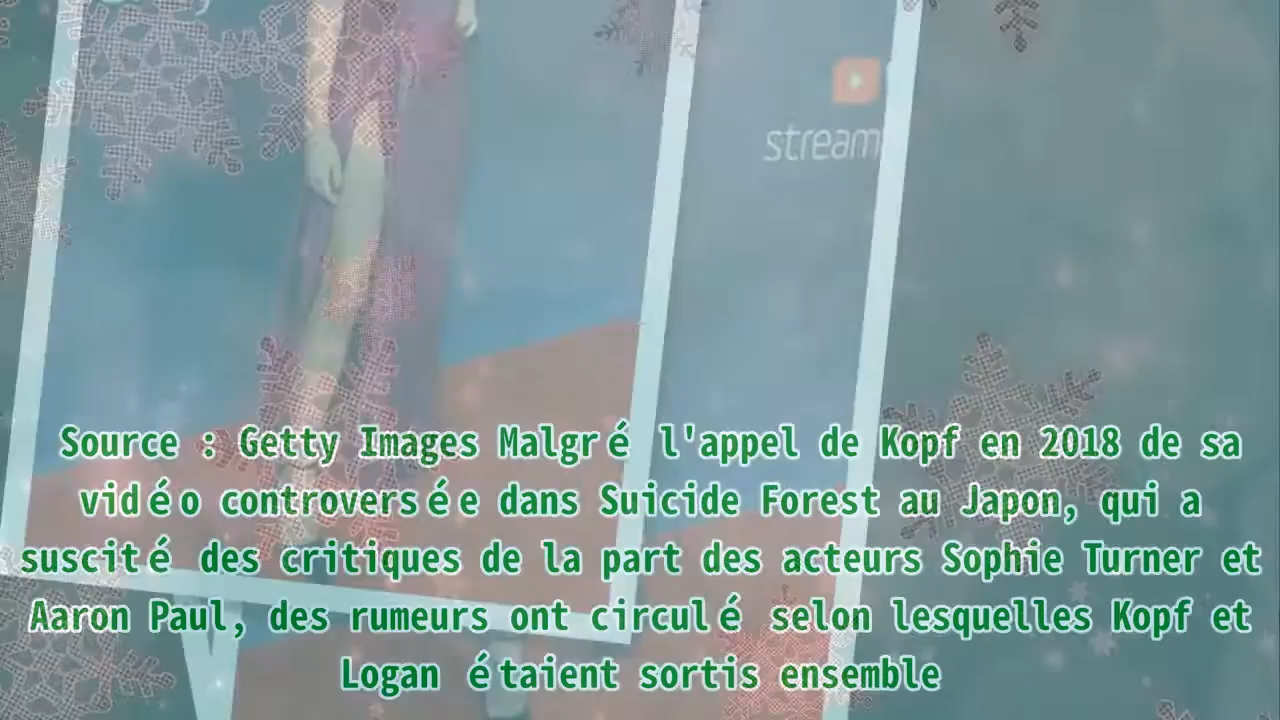 stream
Source : Getty Images Malgré l'appel de Kopf en 2018 de sa
vidéo controversée dans Suicide Forest au Japon, qui a
suscité des critiques de la part des acteurs Sophie Turner et
Aaron Paul, des rumeurs ont circulé selon lesquelles Kopf et
Logan étaient sortis ensemble